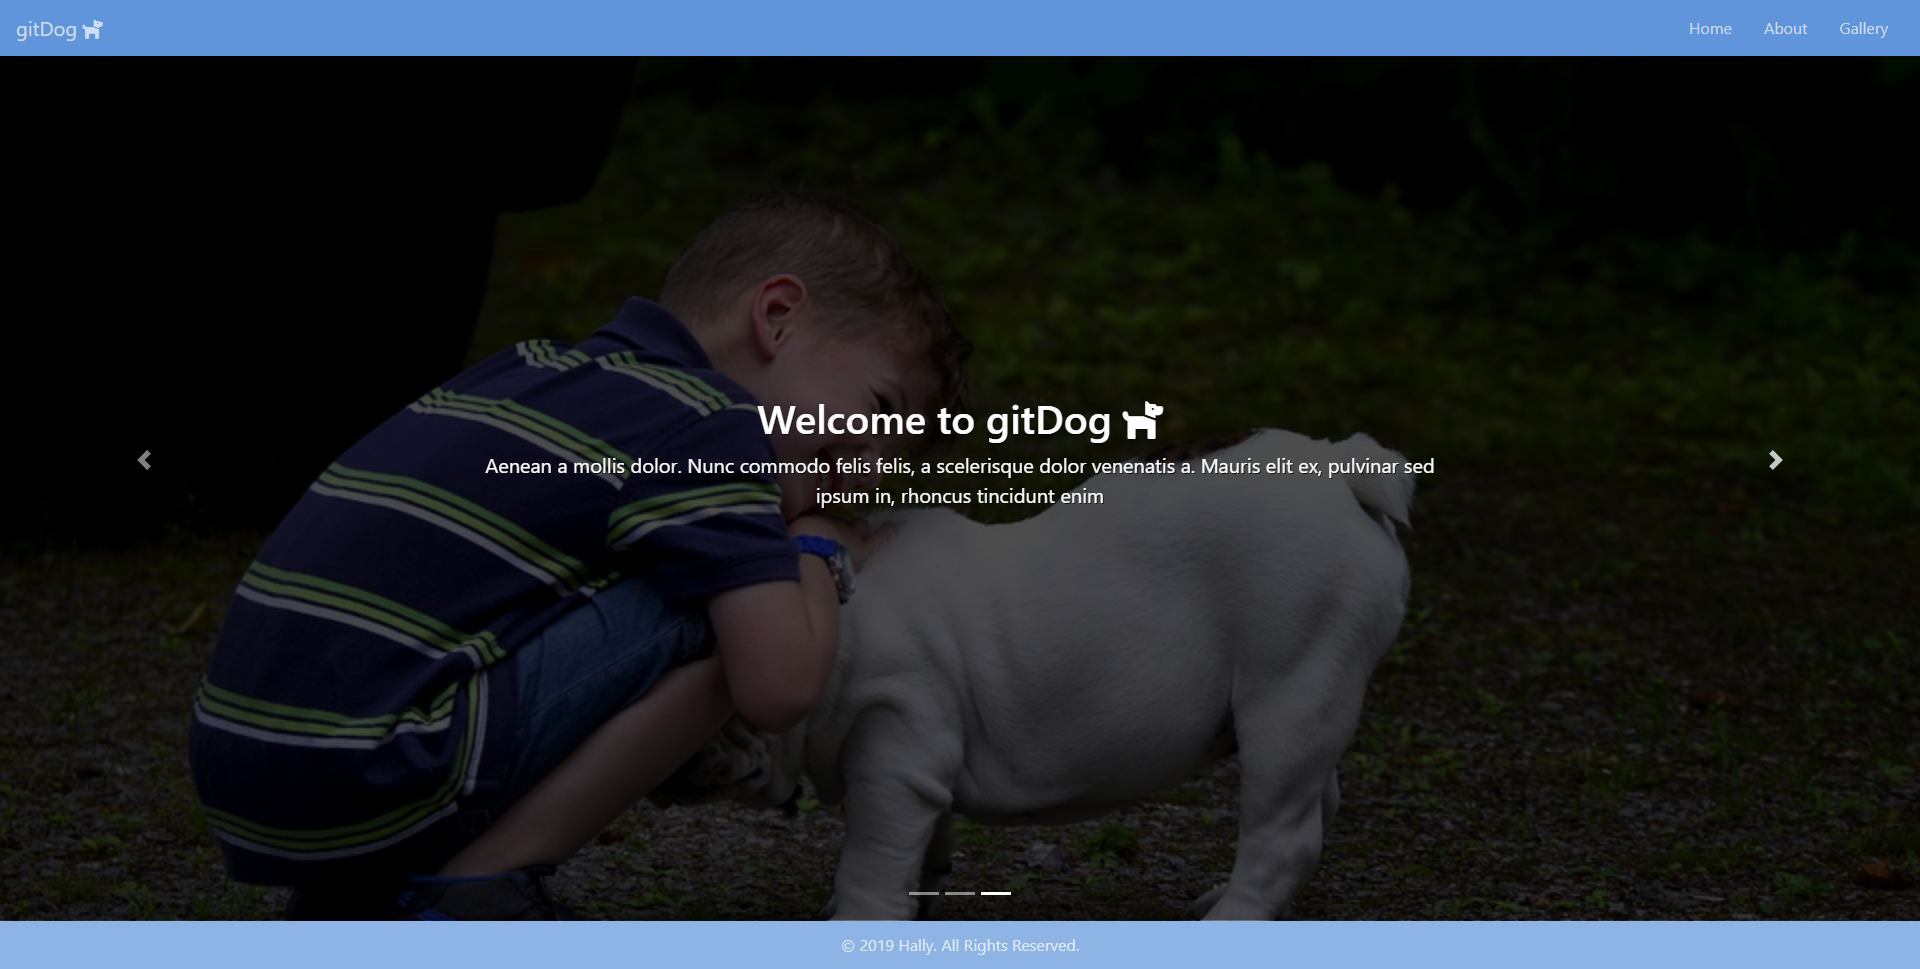 gitDog
Home About Gallery
Welcome to gitDog
Aenean a mollis dolor. Nunc commodo felis felis, a scelerisque dolor venenatis a. Mauris elit ex, pulvinar sed
ipsum in, rhoncus tincidunt enim
© 2019 Hally. All Rights Reserved.